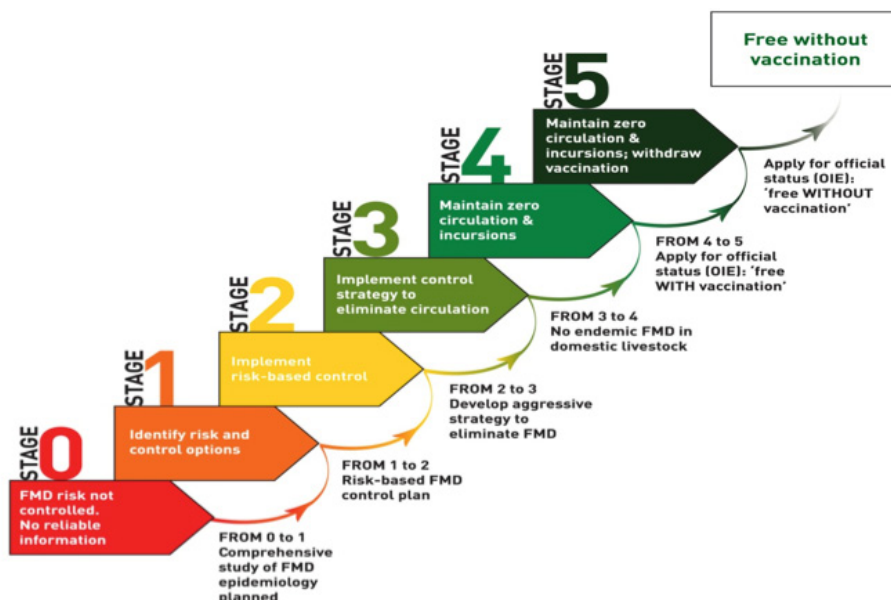 Free without
vaccination
STAGE 5
Maintain zero
circulation &
incursions; withdraw
vaccination
Apply for official
status (OIE):
‘free WITHOUT
vaccination’
STAGE 4
Maintain zero
circulation &
incursions
FROM 4 to 5
Apply for official
status (OIE): ‘free
WITH vaccination’
STAGE 3
Implement control
strategy to
eliminate circulation
FROM 3 to 4
No endemic FMD in
domestic livestock
STAGE 2
Implement
risk-based control
FROM 2 to 3
Develop aggressive
strategy to
eliminate FMD
STAGE 1
Identify risk and
control options
FROM 1 to 2
Risk-based FMD
control plan
STAGE 0
FMD risk not
controlled.
No reliable
information
FROM 0 to 1
Comprehensive
study of FMD
epidemiology
planned